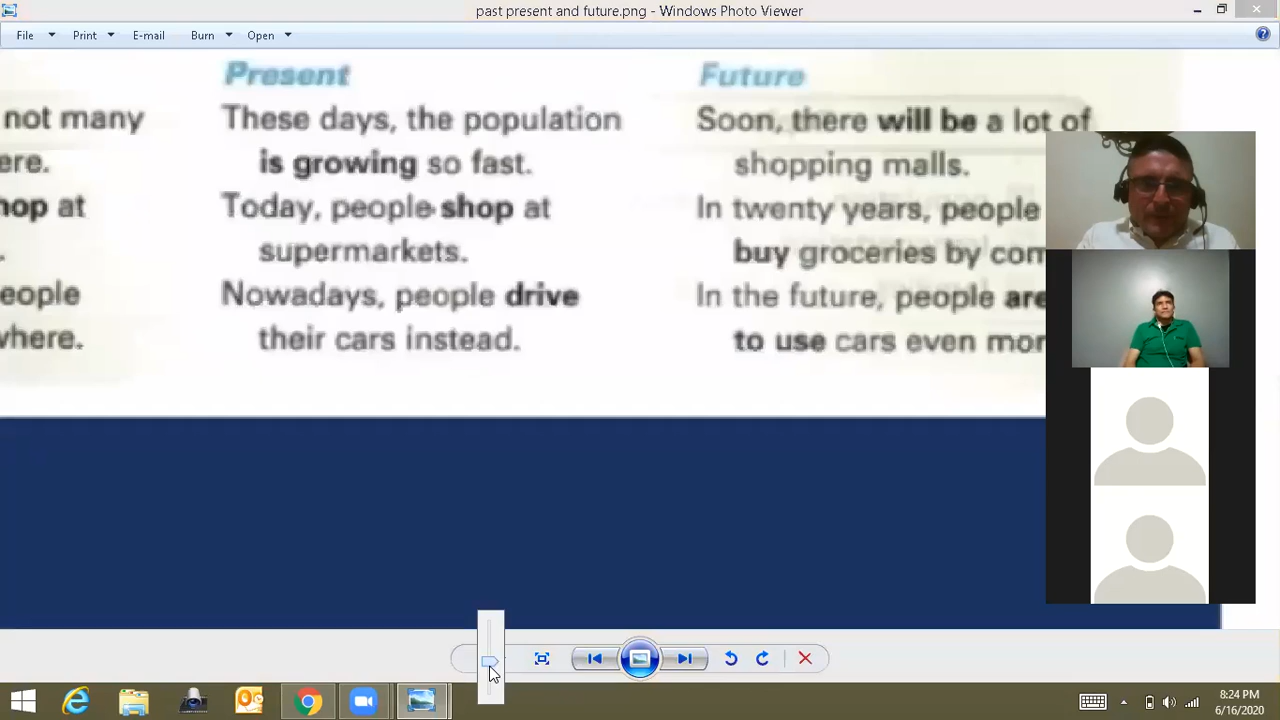 past present and future.png - Windows Photo Viewer
File Print E-mail Burn Open
Present
Future
not many
ere.
hop at
eople
where.
These days, the population
is growing so fast.
Today, people shop at
supermarkets.
Nowadays, people drive
their cars instead.
Soon, there will be a lot of
shopping malls.
In twenty years, people
buy groceries by com
In the future, people are
to use cars even mor
8:24 PM
6/16/2020